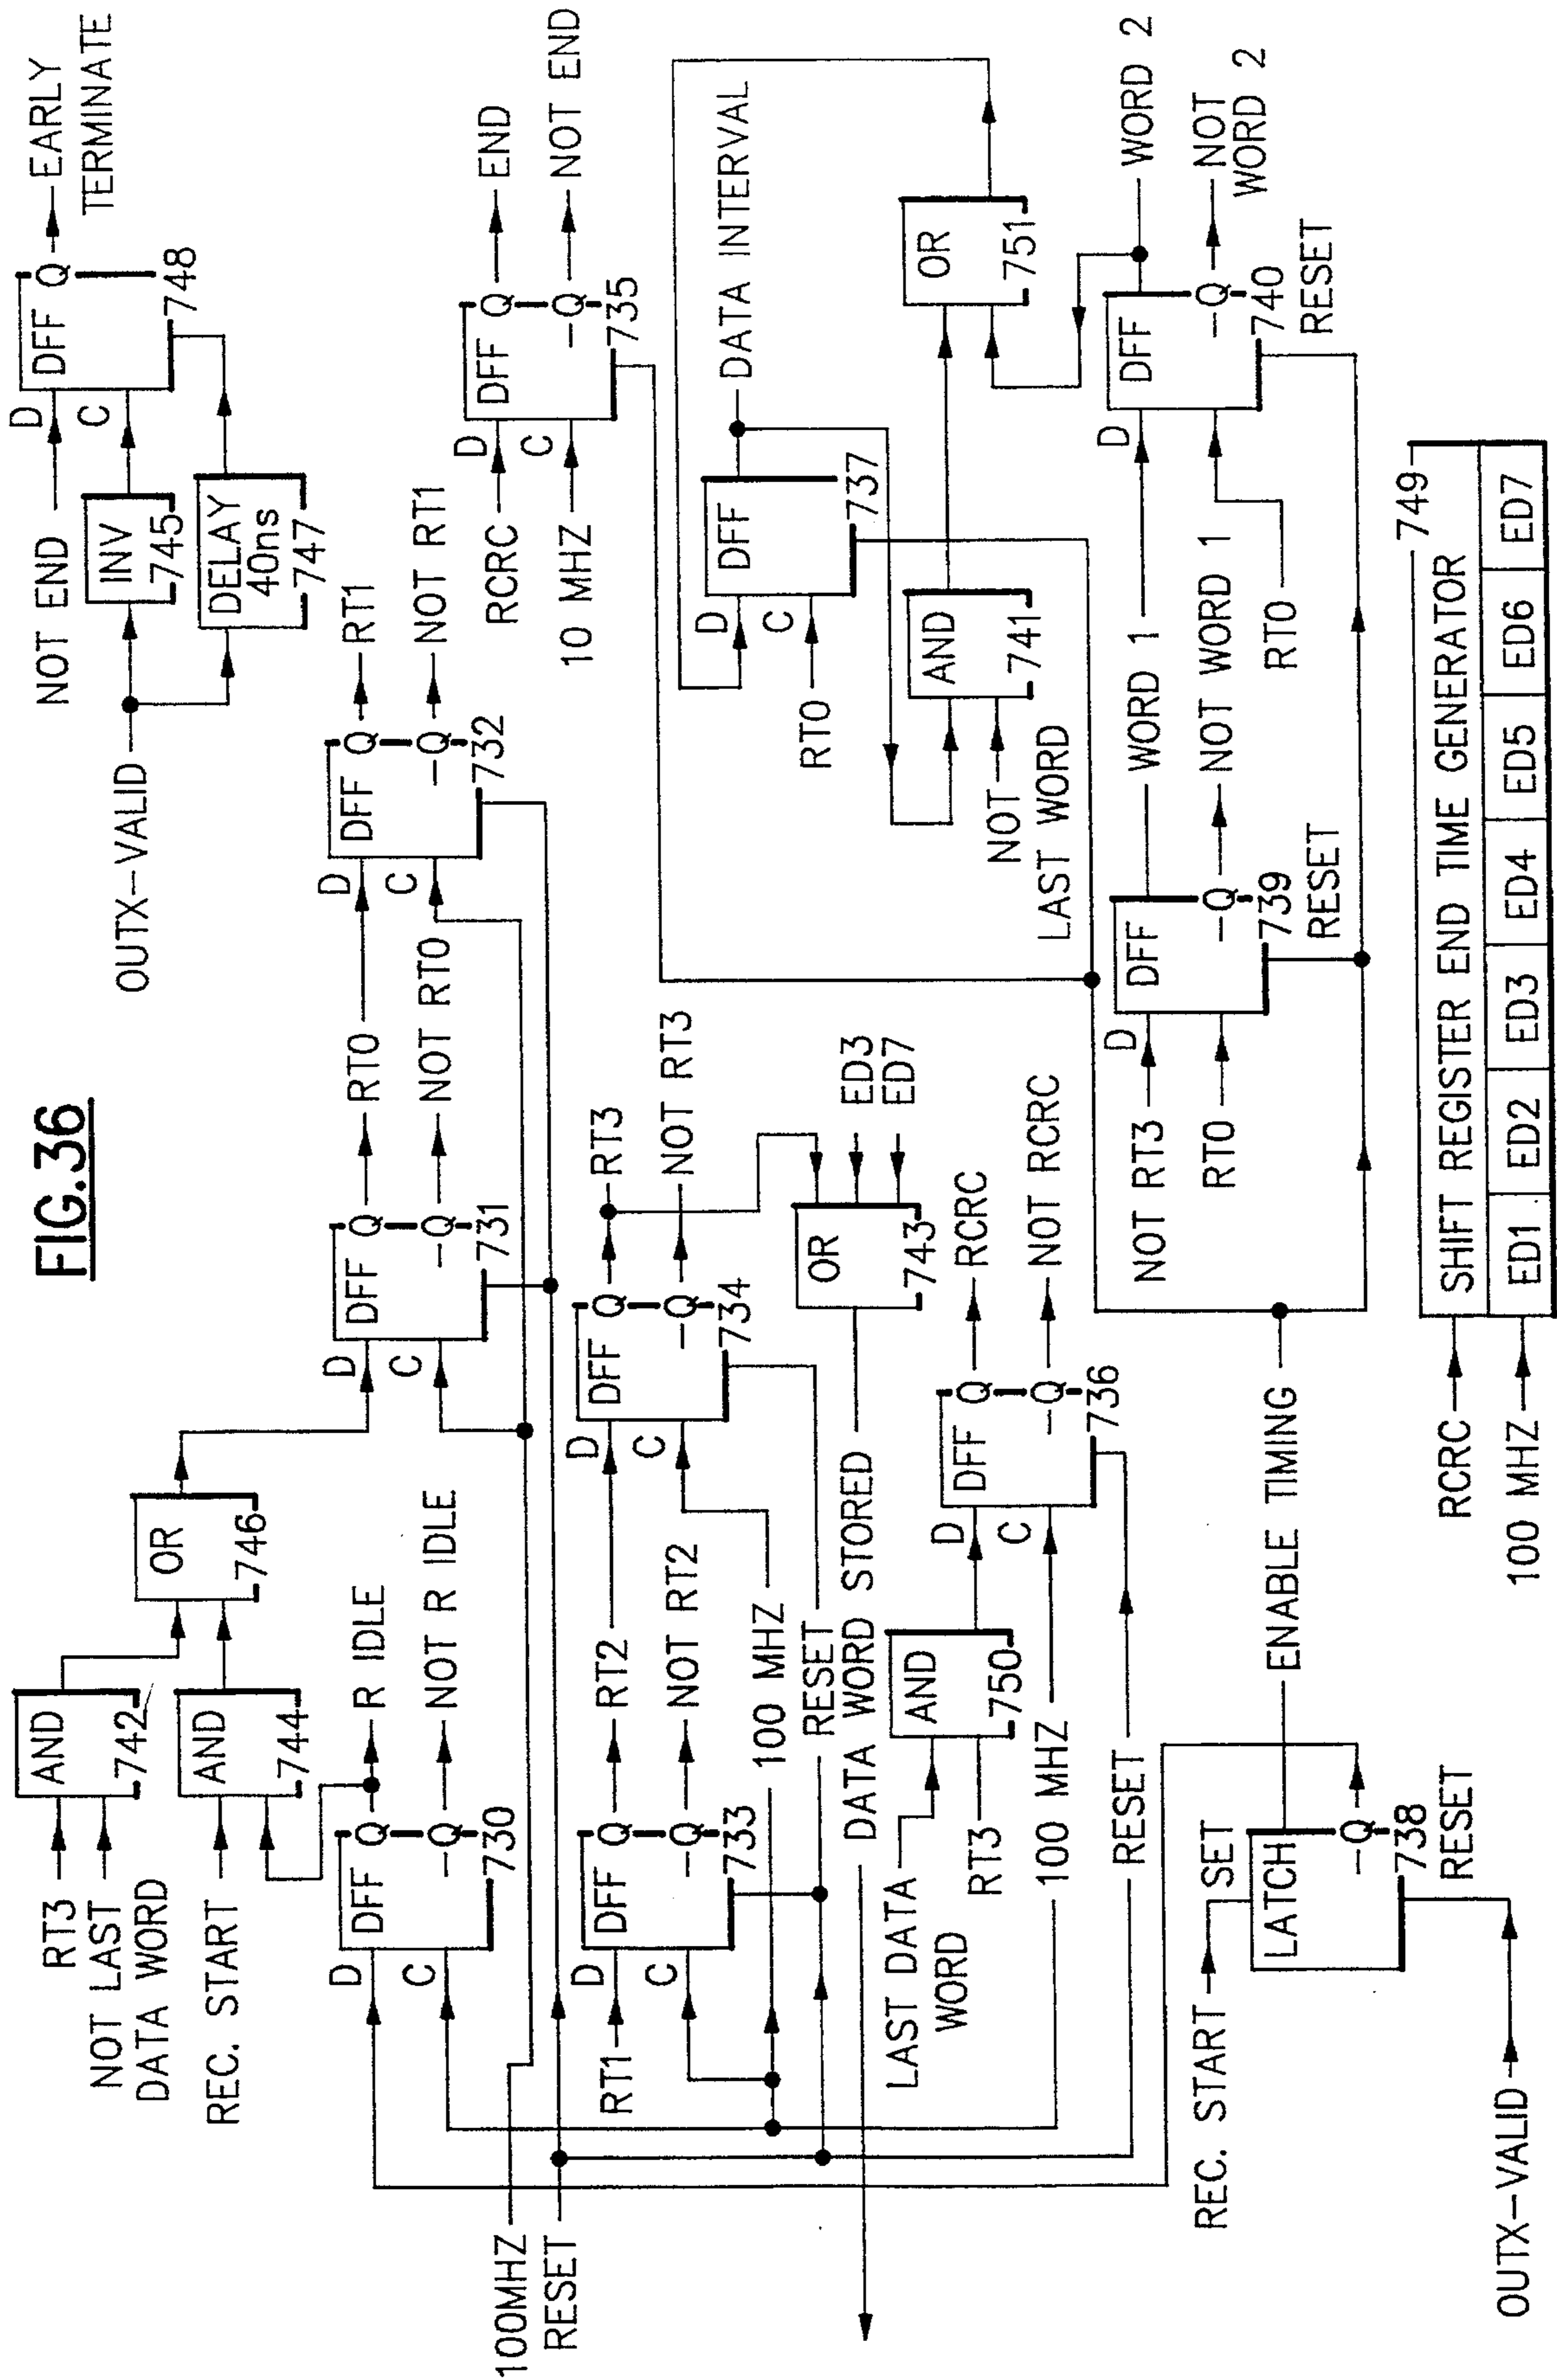 FIG.36
RT3
NOT LAST
DATA WORD
AND
742
REC. START
AND
744
OR
746
D
C
DFF
Q
-Q
730
R IDLE
NOT R IDLE
100MHZ
RESET
D
C
DFF
Q
-Q
731
RT0
NOT RT0
D
C
DFF
Q
-Q
732
RT1
NOT RT1
OUTX-VALID
NOT END
INV
745
DELAY
40ns
747
D
C
DFF
Q
748
EARLY
TERMINATE
RT1
D
C
DFF
Q
-Q
733
RT2
NOT RT2
100 MHZ
RESET
D
C
DFF
Q
-Q
734
RT3
NOT RT3
DATA WORD STORED
OR
743
ED3
ED7
RCRC
10 MHZ
D
C
DFF
Q
-Q
735
END
NOT END
LAST DATA
WORD
RT3
AND
750
100 MHZ
RESET
D
C
DFF
Q
-Q
736
RCRC
NOT RCRC
RT0
D
C
DFF
737
DATA INTERVAL
NOT
LAST WORD
AND
741
OR
751
REC. START
SET
LATCH
-Q
738
RESET
OUTX-VALID
ENABLE TIMING
NOT RT3
RT0
D
DFF
-Q
739
RESET
WORD 1
NOT WORD 1
RT0
D
DFF
-Q
740
RESET
WORD 2
NOT
WORD 2
RCRC
100 MHZ
SHIFT REGISTER END TIME GENERATOR
749
ED1 ED2 ED3 ED4 ED5 ED6 ED7